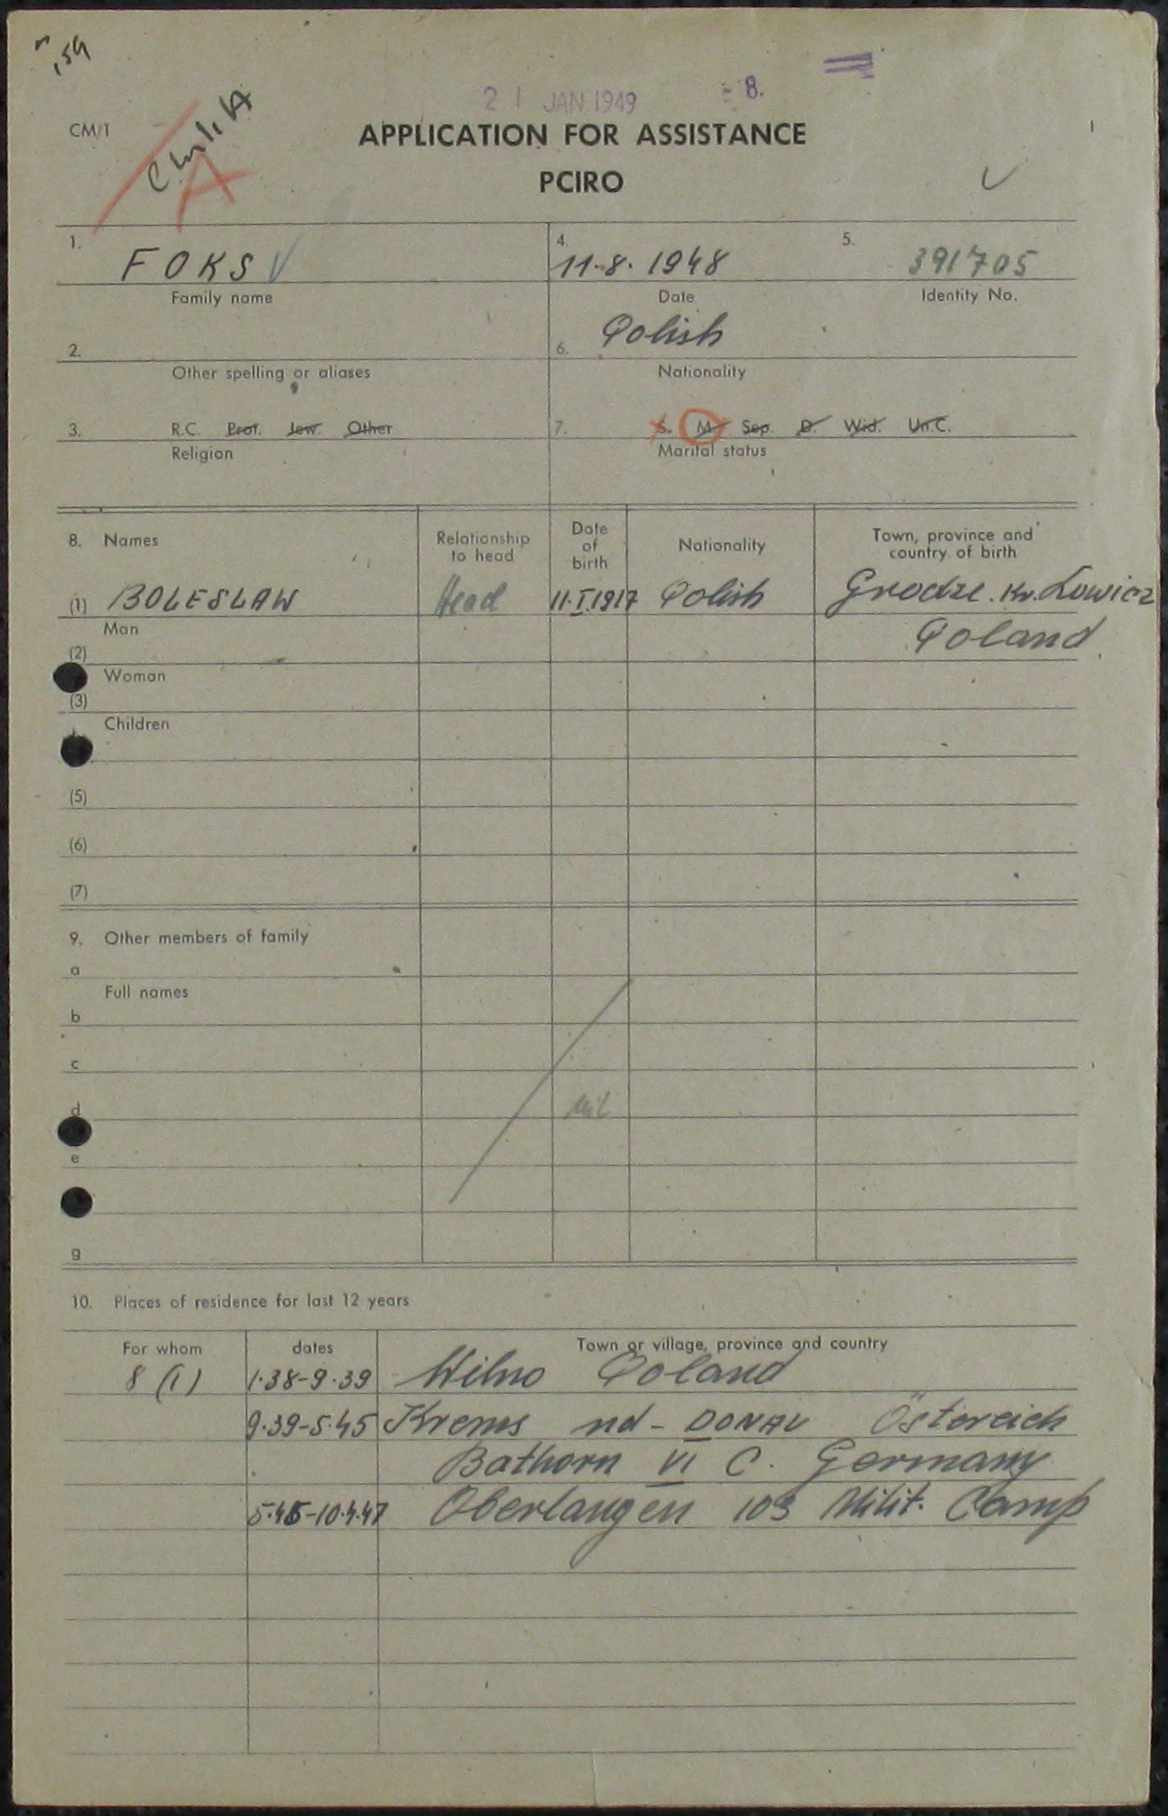 159
21 JAN 1949 8.
CM/1
APPLICATION FOR ASSISTANCE
PCIRO
A
1. FOKS 4. 11.8.1948 5. 391705
Family name Date Identity No.
2. 6. Polish
Other spelling or aliases Nationality
3. R.C. Prot. Jew. Other 7. S. M. Sep. D. Wid. Un.C.
Religion Marital status
8. Names Relationship to head Date of birth Nationality Town, province and country of birth
(1) BOLESLAW Head 11.I.1917 Polish Grodze. Kr. Lowicz
Man Poland
(2)
Woman
(3)
Children
(5)
(6)
(7)
9. Other members of family
a
Full names
b
c
d nil
e
g
10. Places of residence for last 12 years
For whom dates Town or village, province and country
8 (1) 1.38-9.39 Wilno Poland
9.39-5.45 Krems nd- DONAU Östereich
Bathorn VI C. Germany
5.45-10.4.47 Oberlangen 103 Milit. Camp